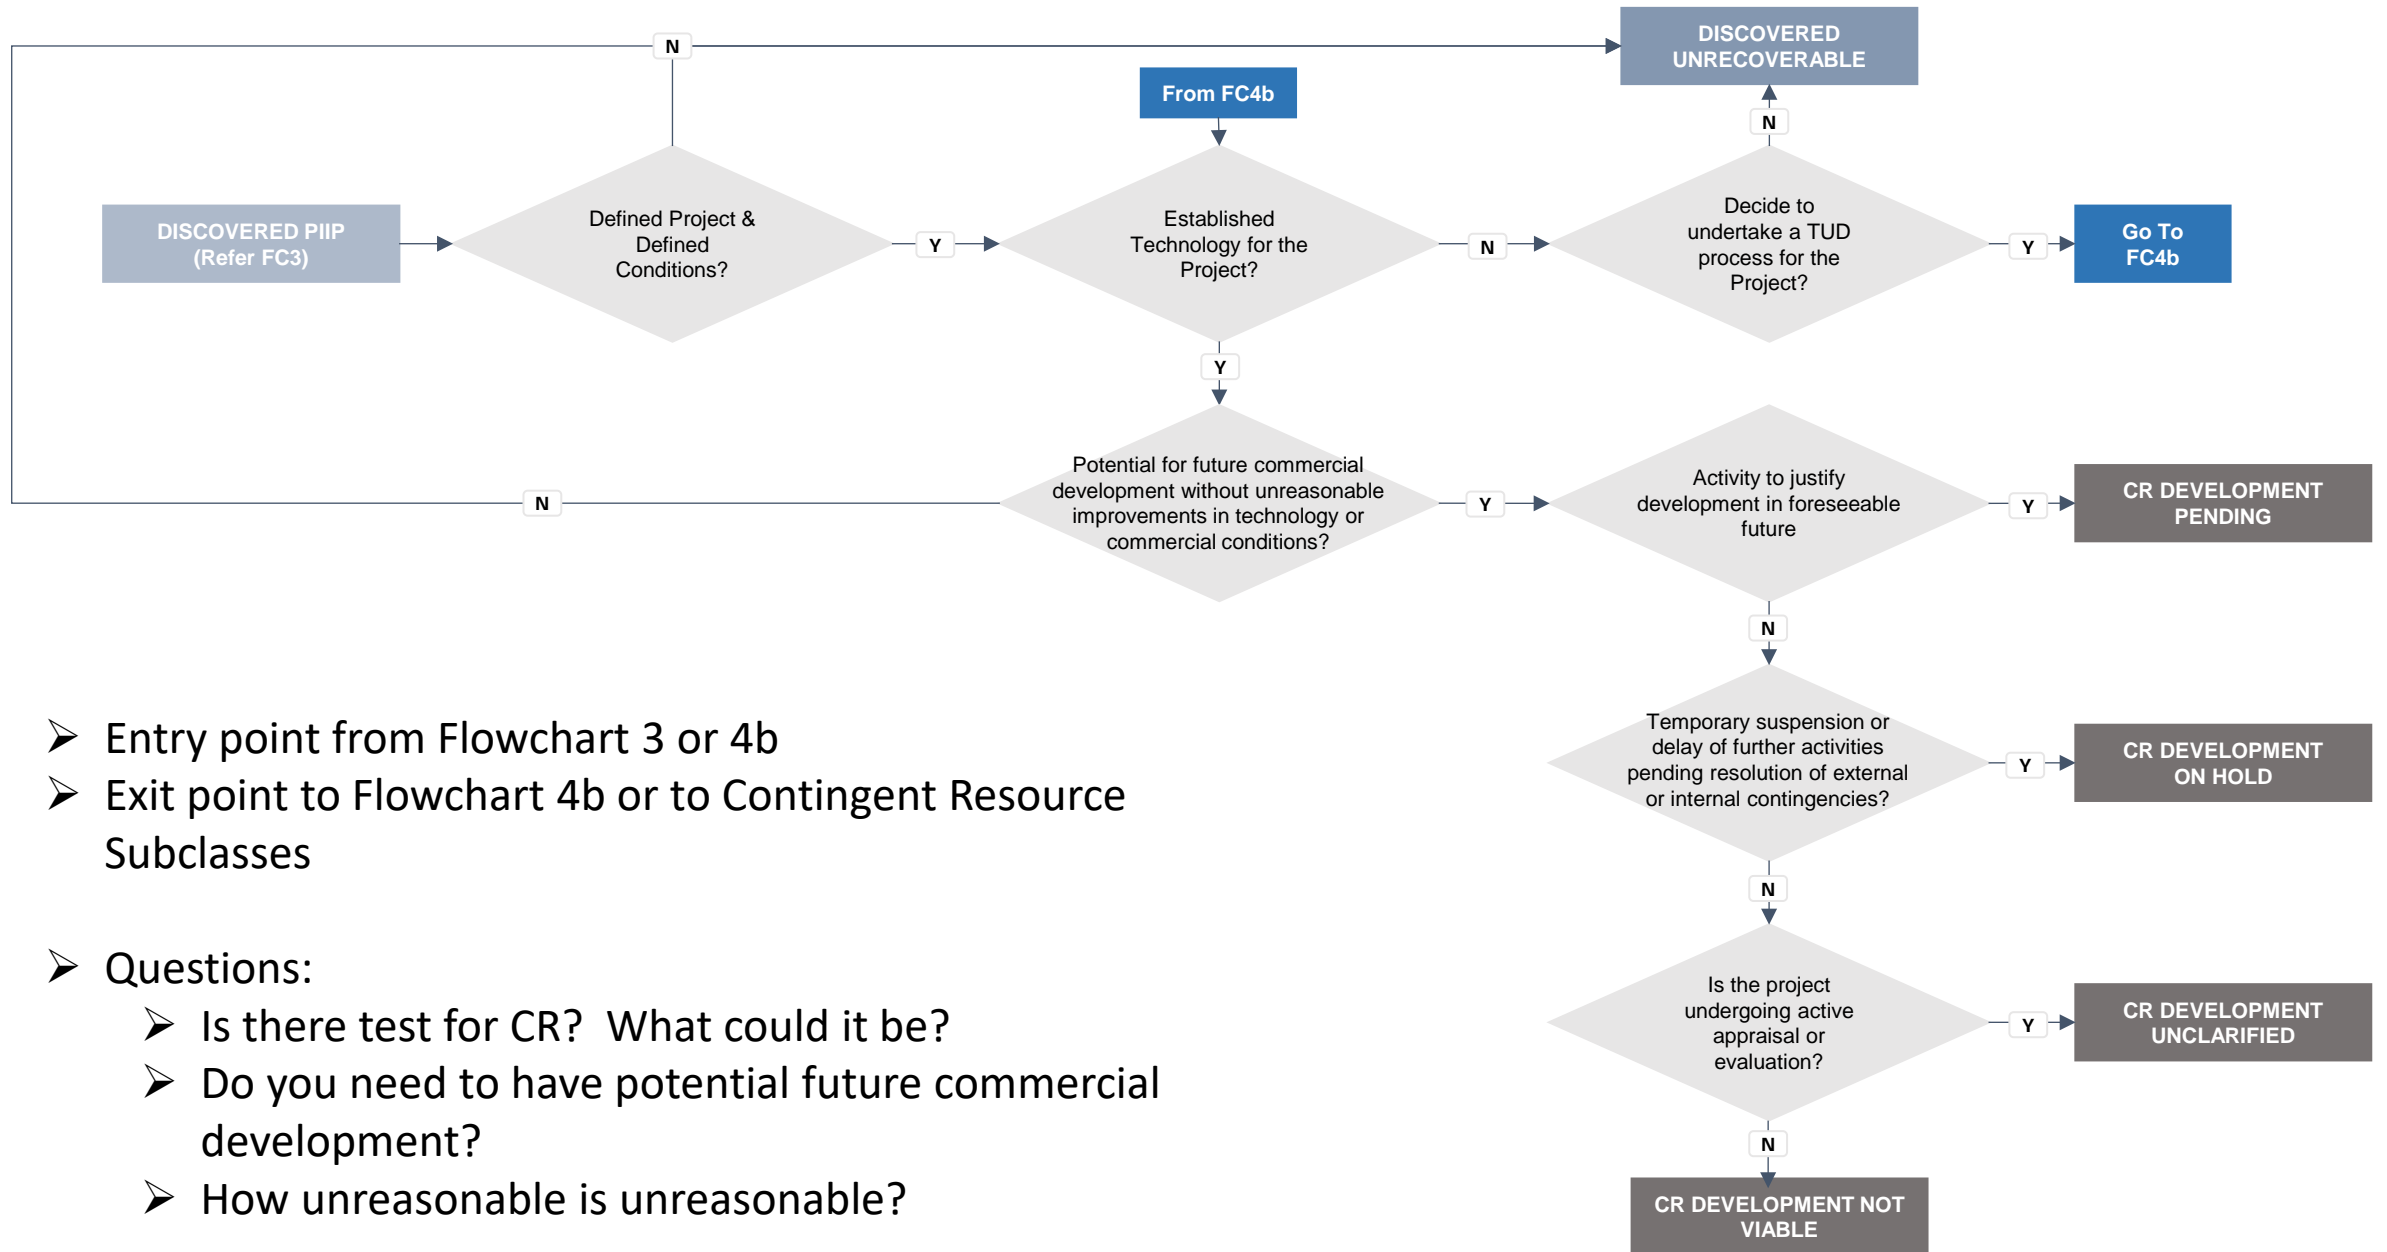 N
DISCOVERED
UNRECOVERABLE
From FC4b
N
DISCOVERED PIIP
(Refer FC3)
Defined Project &
Defined
Conditions?
Y
Established
Technology for the
Project?
N
Decide to
undertake a TUD
process for the
Project?
Y
Go To
FC4b
Y
N
Potential for future commercial
development without unreasonable
improvements in technology or
commercial conditions?
Y
Activity to justify
development in foreseeable
future
Y
CR DEVELOPMENT
PENDING
N
Temporary suspension or
delay of further activities
pending resolution of external
or internal contingencies?
Y
CR DEVELOPMENT
ON HOLD
N
Is the project
undergoing active
appraisal or
evaluation?
Y
CR DEVELOPMENT
UNCLARIFIED
N
CR DEVELOPMENT NOT
VIABLE
➢ Entry point from Flowchart 3 or 4b
➢ Exit point to Flowchart 4b or to Contingent Resource
Subclasses
➢ Questions:
➢ Is there test for CR? What could it be?
➢ Do you need to have potential future commercial
development?
➢ How unreasonable is unreasonable?